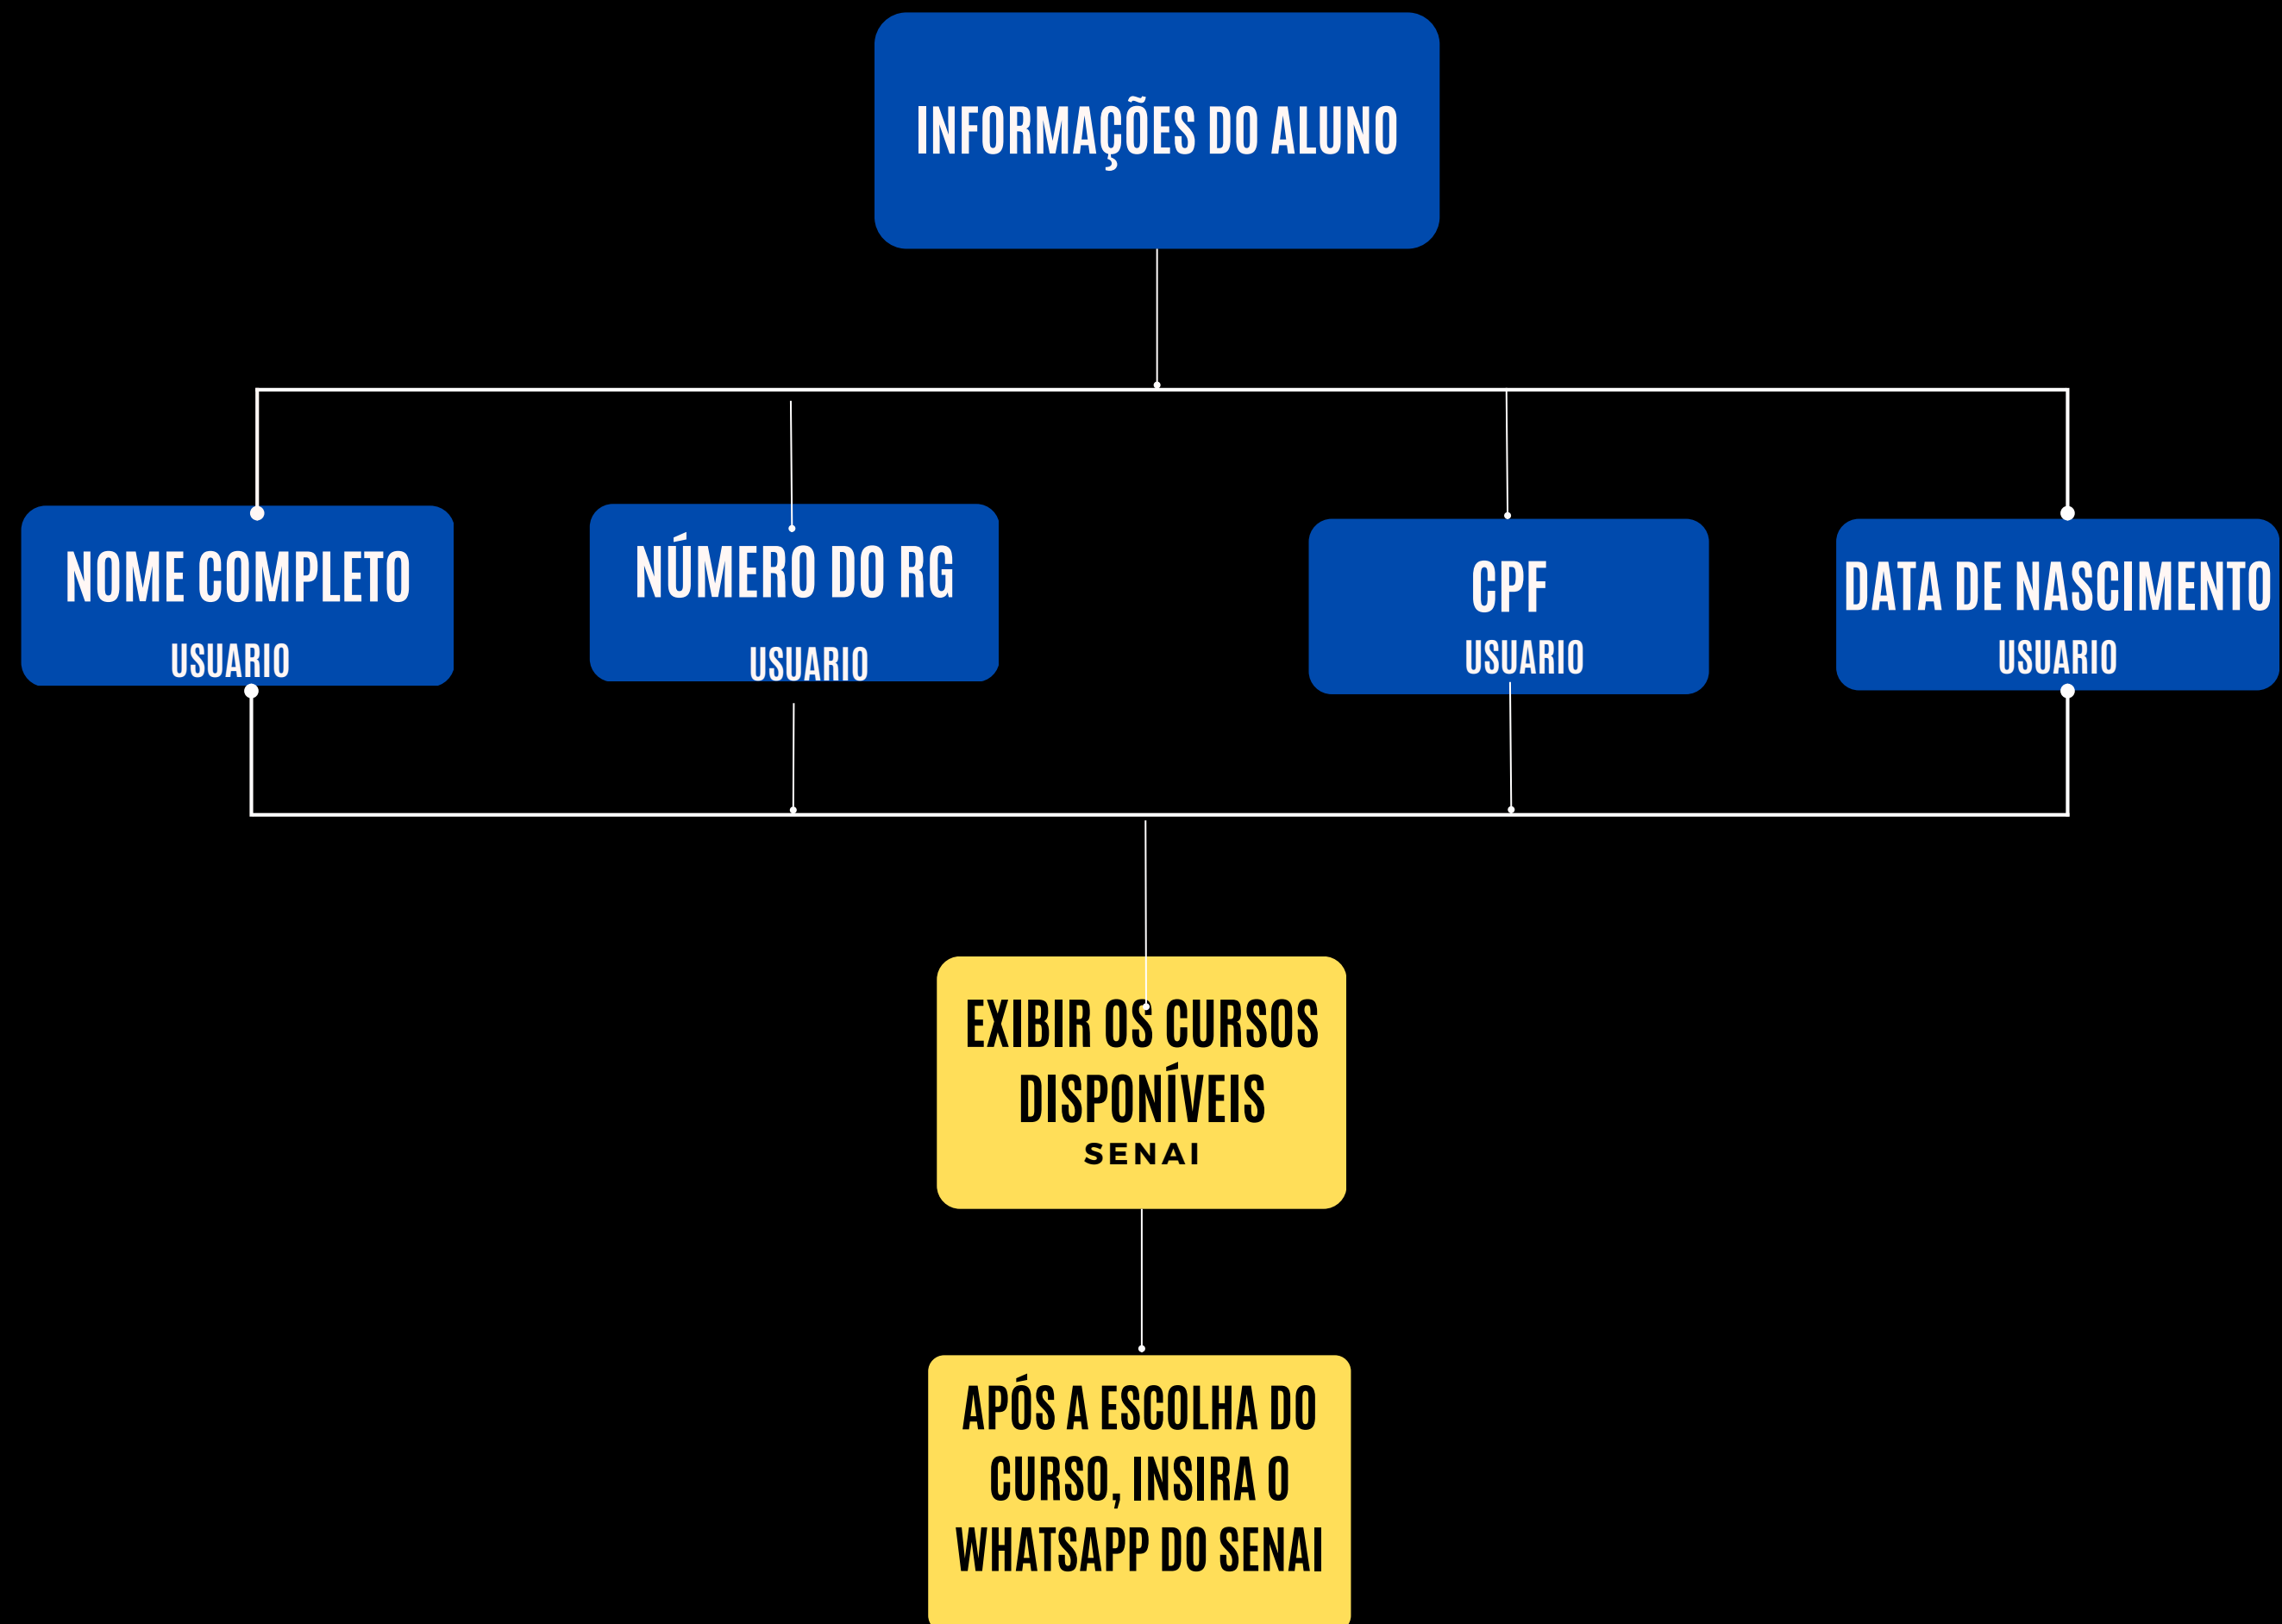 INFORMAÇÕES DO ALUNO
NOME COMPLETO
USUARIO
NÚMERO DO RG
USUARIO
CPF
USUARIO
DATA DE NASCIMENTO
USUARIO
EXIBIR OS CURSOS
DISPONÍVEIS
SENAI
APÓS A ESCOLHA DO
CURSO, INSIRA O
WHATSAPP DO SENAI